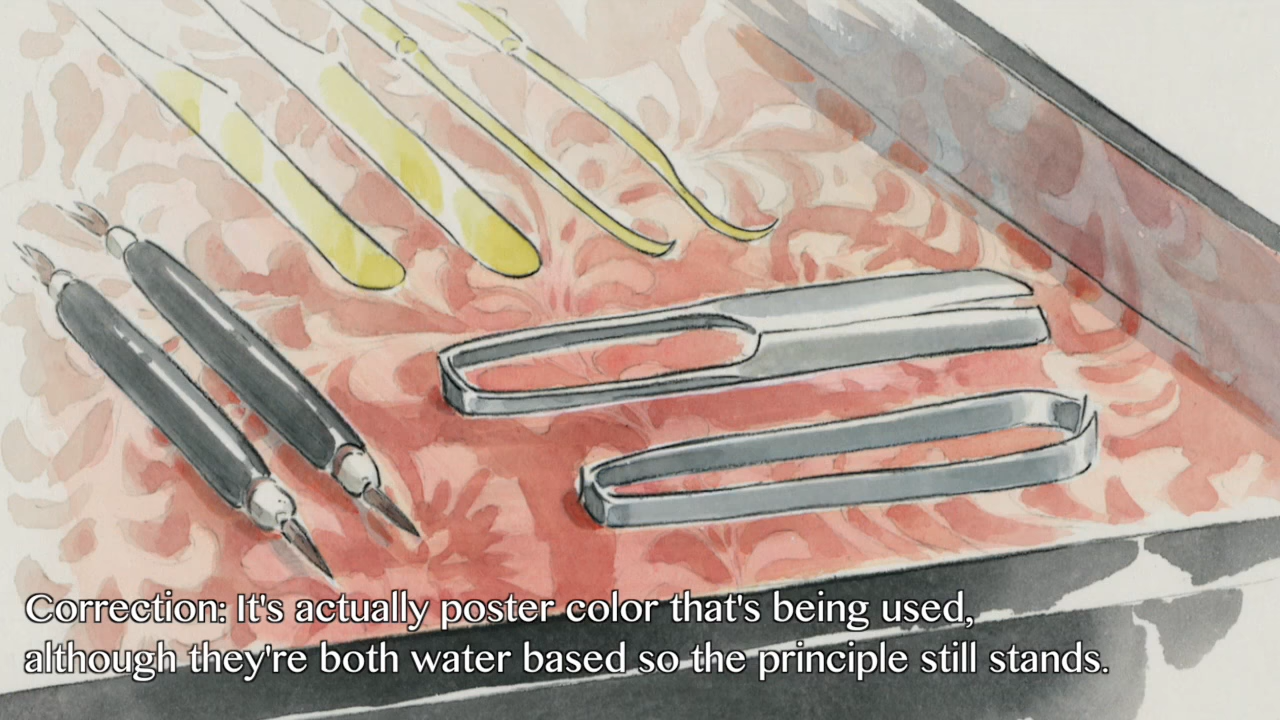 Correction: It's actually poster color that's being used,
although they're both water based so the principle still stands.